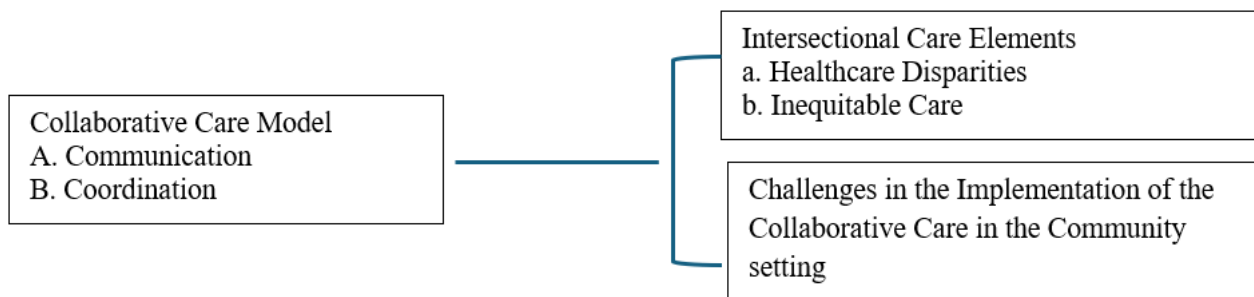 Collaborative Care Model
A. Communication
B. Coordination
Intersectional Care Elements
a. Healthcare Disparities
b. Inequitable Care
Challenges in the Implementation of the
Collaborative Care in the Community
setting